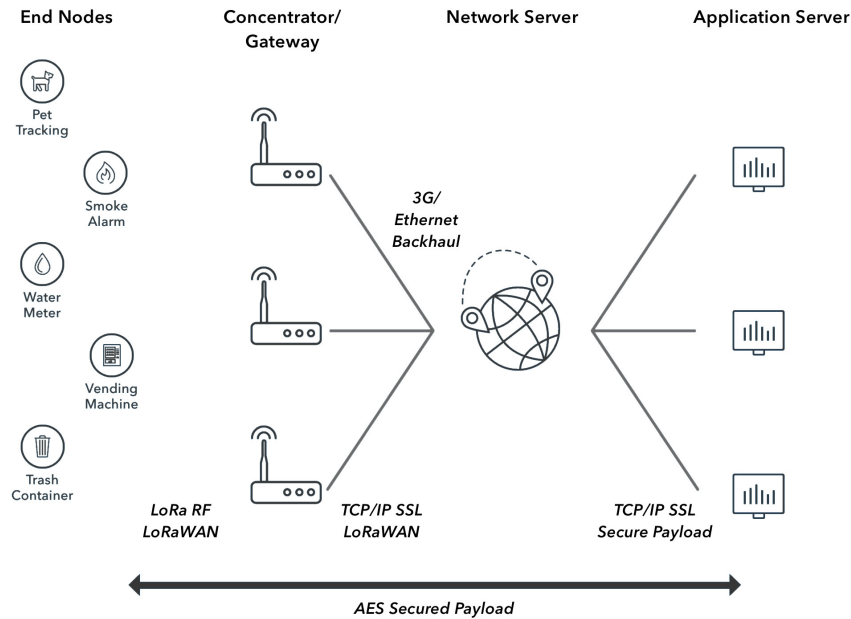 End Nodes
Concentrator/
Gateway
Network Server
Application Server
Pet
Tracking
Smoke
Alarm
Water
Meter
Vending
Machine
Trash
Container
3G/
Ethernet
Backhaul
LoRa RF
LoRaWAN
TCP/IP SSL
LoRaWAN
TCP/IP SSL
Secure Payload
AES Secured Payload